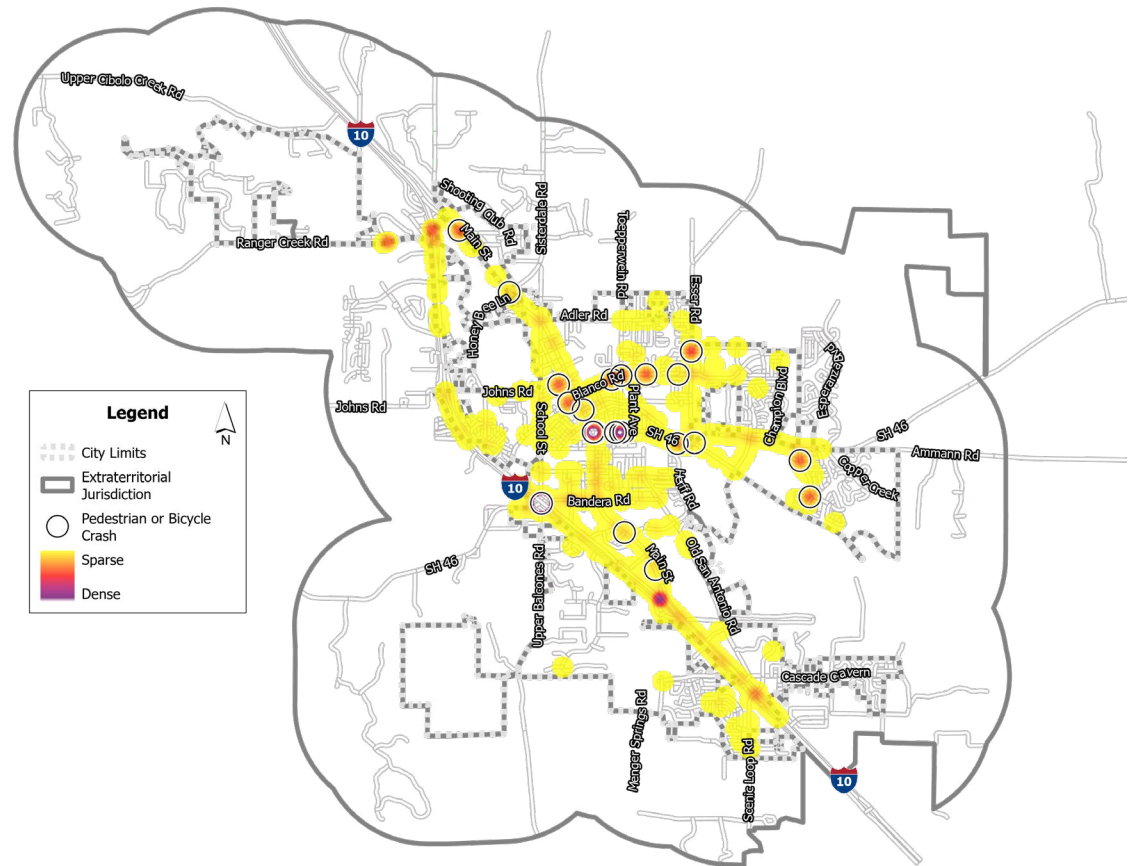 Upper Cibolo Creek Rd
10
Shooting Club Rd
Main St
Sisterdale Rd
Ranger Creek Rd
Toepperwein Rd
Esser Rd
Honey Bee Ln
Adler Rd
Esperanza Blvd
Champion Blvd
Blanco Rd
Johns Rd
Johns Rd
School St
Plant Ave
SH 46
SH 46
Ammann Rd
Copper Creek
Herff Rd
10
Bandera Rd
SH 46
Upper Balcones Rd
Main St
Old San Antonio Rd
Cascade Cavern
Menger Springs Rd
Scenic Loop Rd
10
Legend
N
City Limits
Extraterritorial
Jurisdiction
Pedestrian or Bicycle
Crash
Sparse
Dense